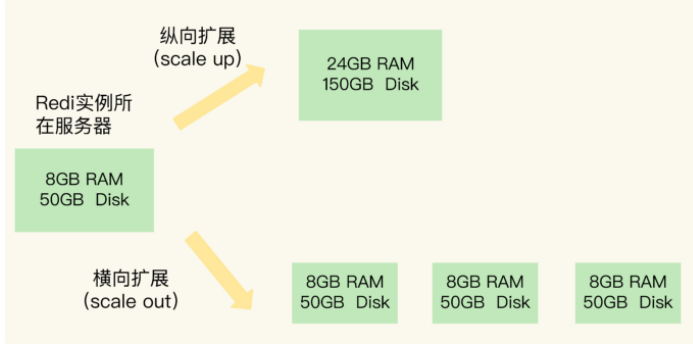 纵向扩展
(scale up)
24GB RAM
150GB Disk
Redi实例所
在服务器
8GB RAM
50GB Disk
横向扩展
(scale out)
8GB RAM
50GB Disk
8GB RAM
50GB Disk
8GB RAM
50GB Disk